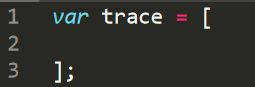 1 var trace = [
2
3 ];